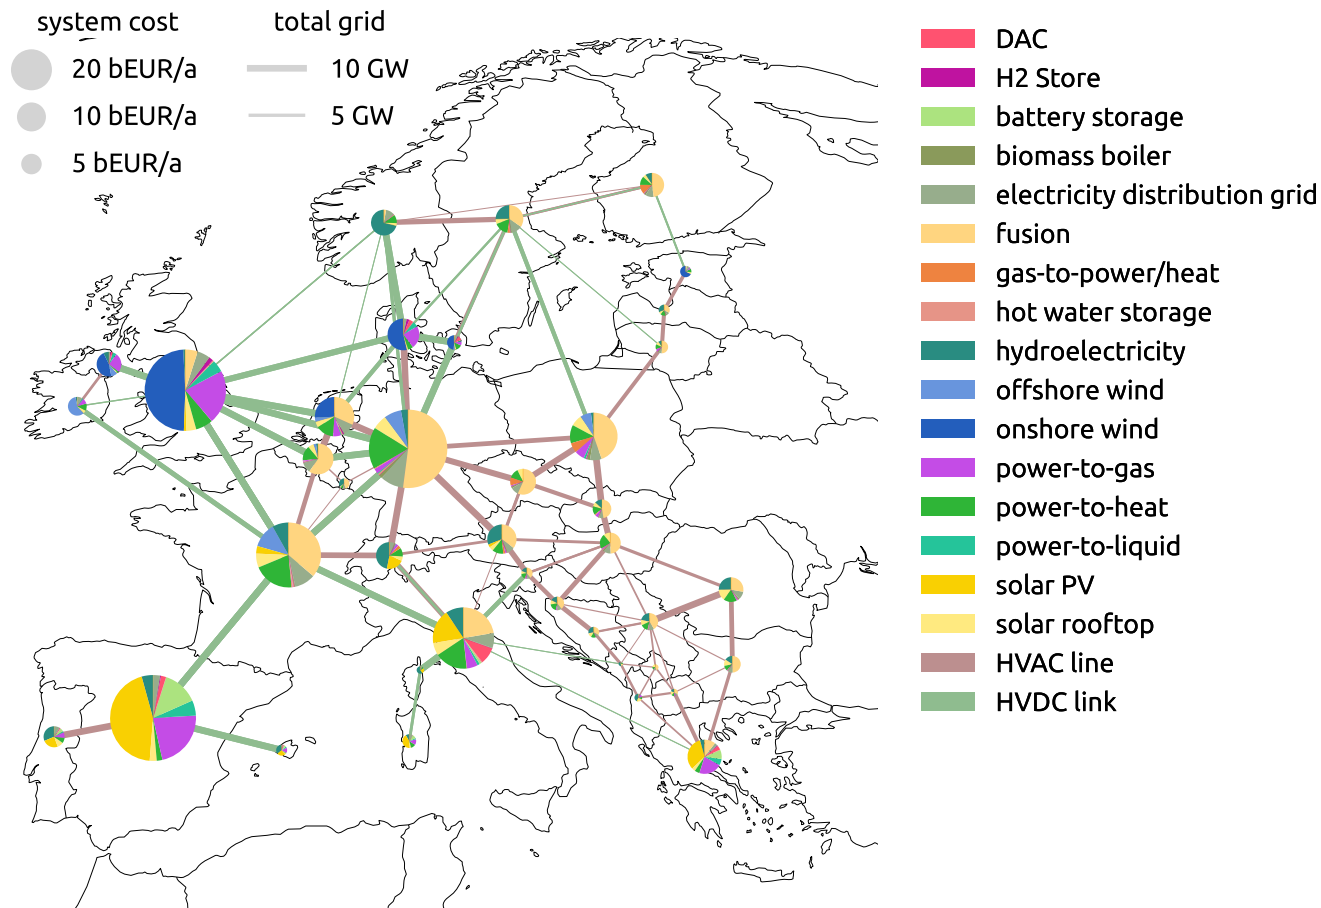 system cost
total grid
20 bEUR/a
10 GW
10 bEUR/a
5 GW
5 bEUR/a
DAC
H2 Store
battery storage
biomass boiler
electricity distribution grid
fusion
gas-to-power/heat
hot water storage
hydroelectricity
offshore wind
onshore wind
power-to-gas
power-to-heat
power-to-liquid
solar PV
solar rooftop
HVAC line
HVDC link